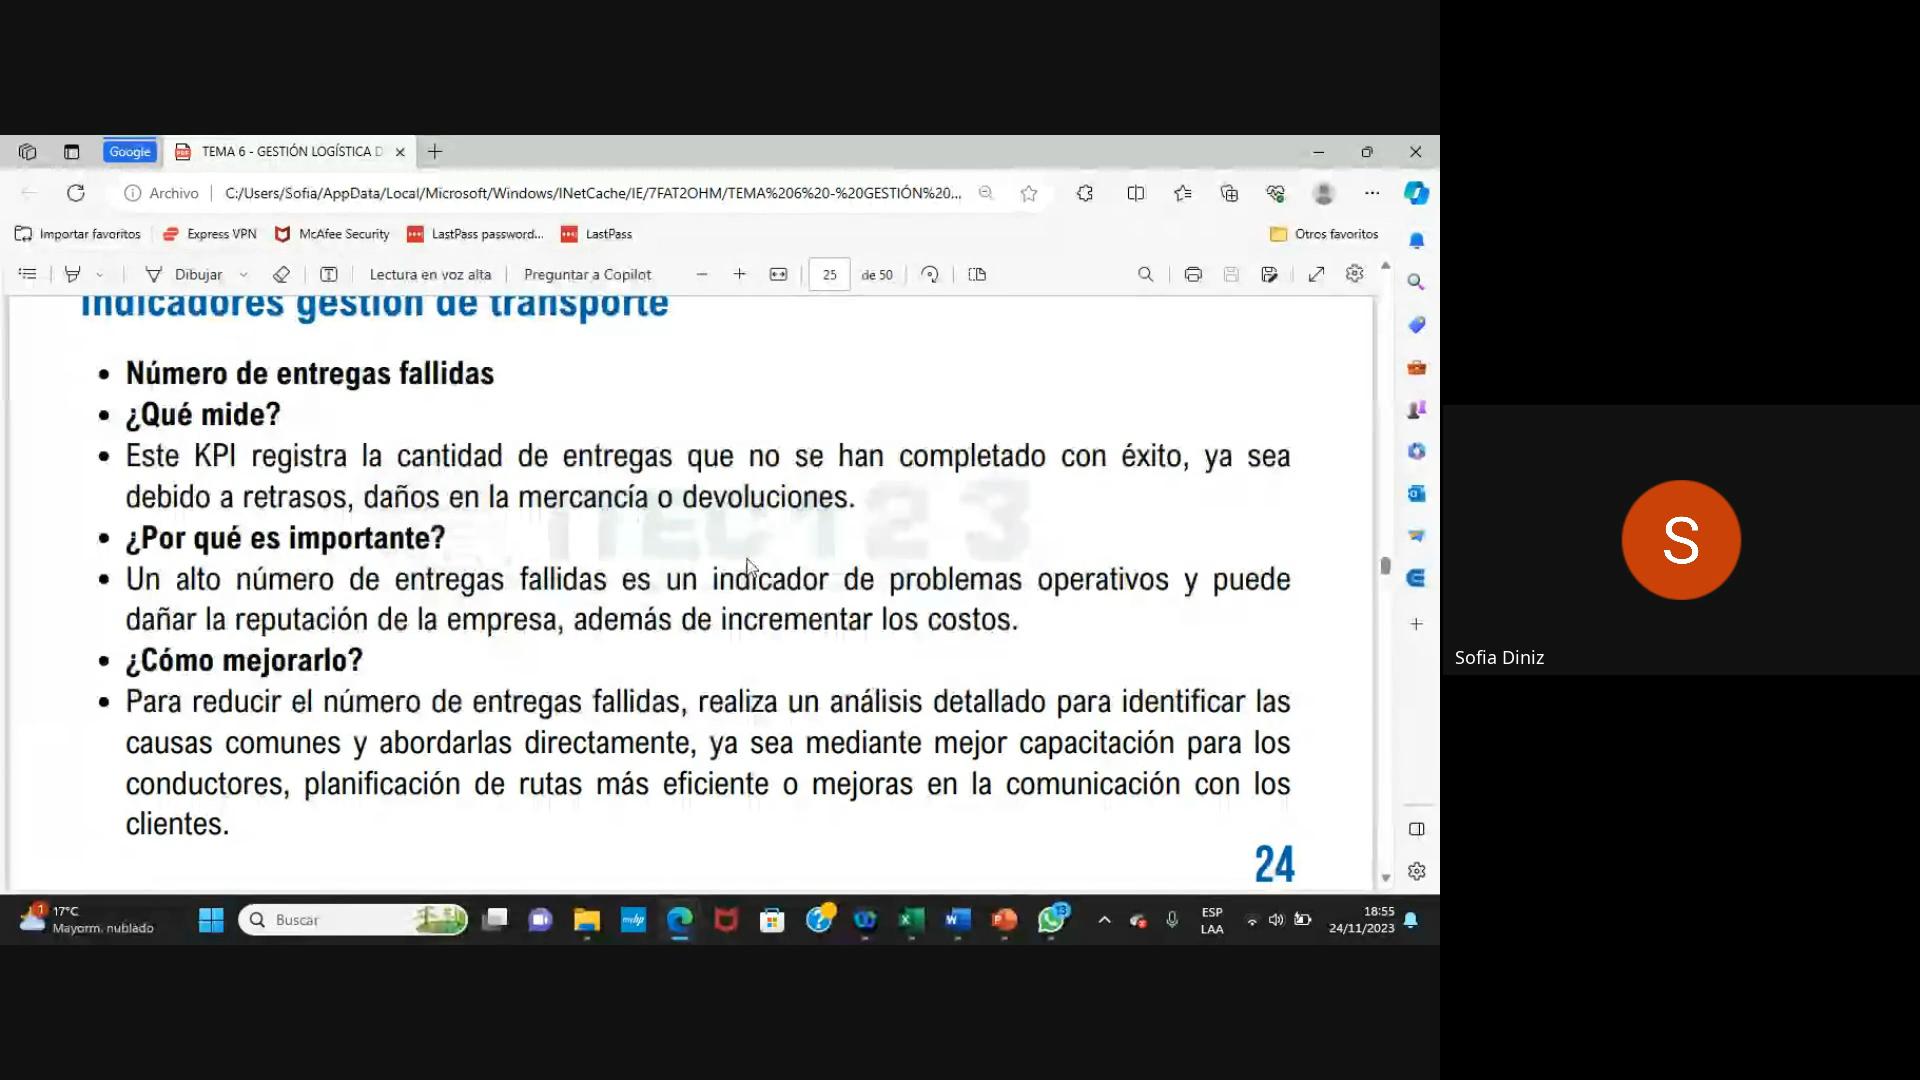 Google
TEMA 6 - GESTIÓN LOGÍSTICA D
Archivo
C:/Users/Sofia/AppData/Local/Microsoft/Windows/INetCache/IE/7FAT2OHM/TEMA%206%20-%20GESTIÓN%20...
Importar favoritos
Express VPN
McAfee Security
LastPass password...
LastPass
Otros favoritos
Dibujar
Lectura en voz alta
Preguntar a Copilot
25
de 50
Indicadores gestión de transporte
• Número de entregas fallidas
• ¿Qué mide?
• Este KPI registra la cantidad de entregas que no se han completado con éxito, ya sea
debido a retrasos, daños en la mercancía o devoluciones.
• ¿Por qué es importante?
• Un alto número de entregas fallidas es un indicador de problemas operativos y puede
dañar la reputación de la empresa, además de incrementar los costos.
• ¿Cómo mejorarlo?
• Para reducir el número de entregas fallidas, realiza un análisis detallado para identificar las
causas comunes y abordarlas directamente, ya sea mediante mejor capacitación para los
conductores, planificación de rutas más eficiente o mejoras en la comunicación con los
clientes.
24
ITEC 123
S
Sofia Diniz
1
17°C
Mayorm. nublado
Buscar
myhp
13
ESP
LAA
18:55
24/11/2023